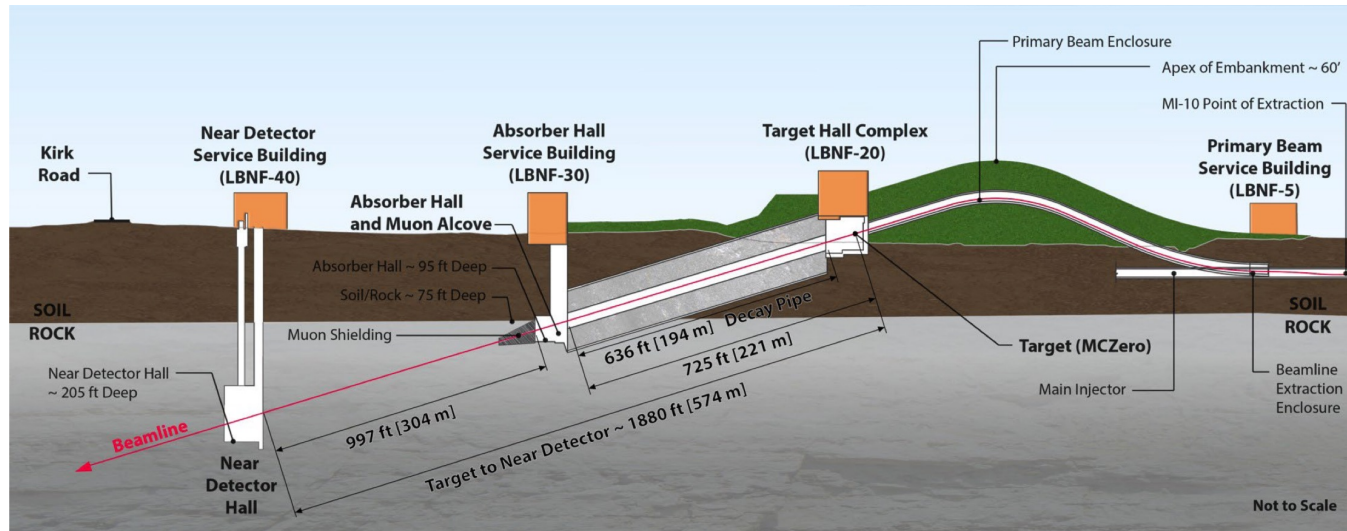 Primary Beam Enclosure
Apex of Embankment ~ 60'
MI-10 Point of Extraction
Kirk
Road
Near Detector
Service Building
(LBNF-40)
Absorber Hall
Service Building
(LBNF-30)
Target Hall Complex
(LBNF-20)
Primary Beam
Service Building
(LBNF-5)
Absorber Hall
and Muon Alcove
Absorber Hall ~ 95 ft Deep
Soil/Rock ~ 75 ft Deep
Muon Shielding
SOIL
ROCK
SOIL
ROCK
636 ft [194 m] Decay Pipe
725 ft [221 m]
Target (MCZero)
Main Injector
Beamline
Extraction
Enclosure
Near Detector Hall
~ 205 ft Deep
997 ft [304 m]
Target to Near Detector ~ 1880 ft [574 m]
Beamline
Near
Detector
Hall
Not to Scale